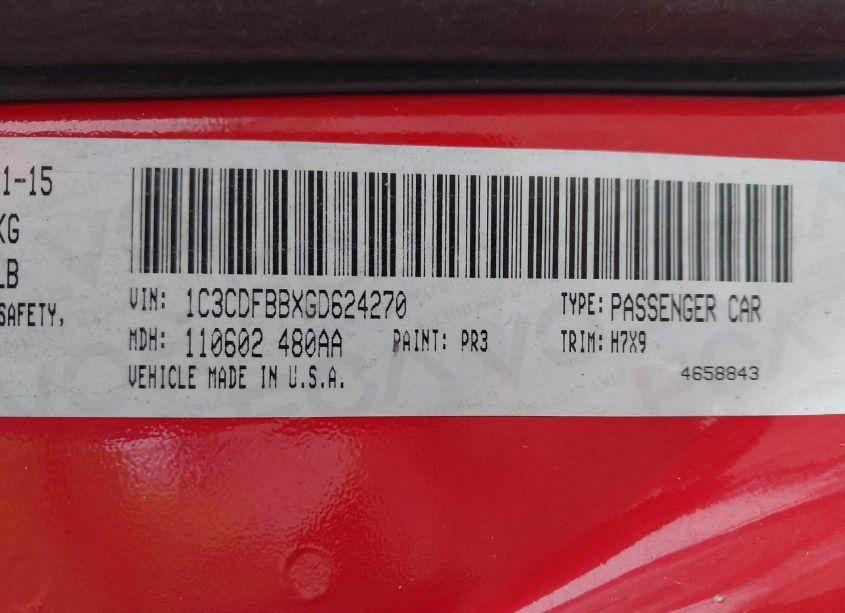 1-15
KG
LB
SAFETY,
VIN: 1C3CDFBBXGD624270 TYPE: PASSENGER CAR
MDH: 110602 480AA PAINT: PR3 TRIM: H7X9
VEHICLE MADE IN U.S.A. 4658843